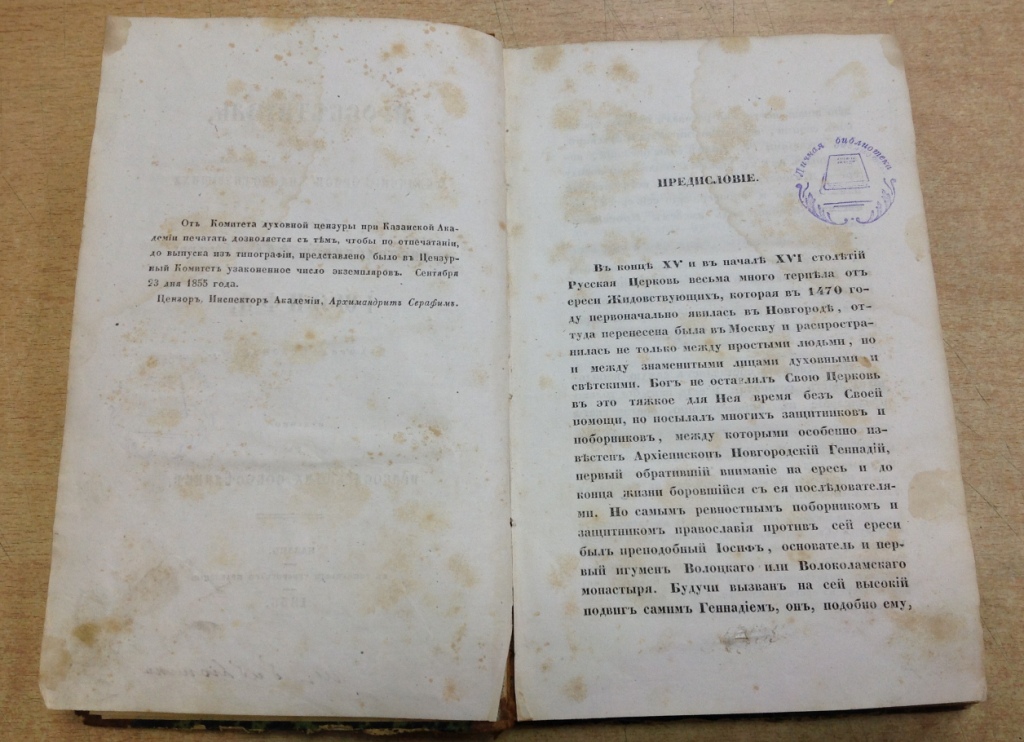 Отъ Комитета духовной цензуры при Казанской Ака-
деміи печатать дозволяется съ тѣмъ, чтобы по отпечатаніи,
до выпуска изъ типографіи, представлено было въ Цензур-
ный Комитетъ узаконенное число экземпляровъ. Сентября
23 дня 1855 года.
Цензоръ, Инспекторъ Академіи, Архимандритъ Серафимъ.
Личная библиотека
ПРЕДИСЛОВІЕ.
Въ концѣ XV и въ началѣ XVI столѣтій
Русская Церковь весьма много терпѣла отъ
ереси Жидовствующихъ, которая въ 1470 го-
ду первоначально явилась въ Новгородѣ, от-
туда перенесена была въ Москву и распростра-
нилась не только между простыми людьми, но
и между знаменитыми лицами духовными и
свѣтскими. Богъ не оставлялъ Свою Церковь
въ это тяжкое для Нея время безъ Своей
помощи, но посылалъ многихъ защитниковъ и
поборниковъ, между которыми особенно из-
вѣстенъ Архіепископъ Новгородскій Геннадій,
первый обратившій вниманіе на ересь и до
конца жизни боровшійся съ ея послѣдователя-
ми. Но самымъ ревностнымъ поборникомъ и
защитникомъ православія противъ сей ереси
былъ преподобный Іосифъ, основатель и пер-
вый игуменъ Волоцкаго или Волоколамскаго
монастыря. Будучи вызванъ на сей высокій
подвигъ самимъ Геннадіемъ, онъ, подобно ему,